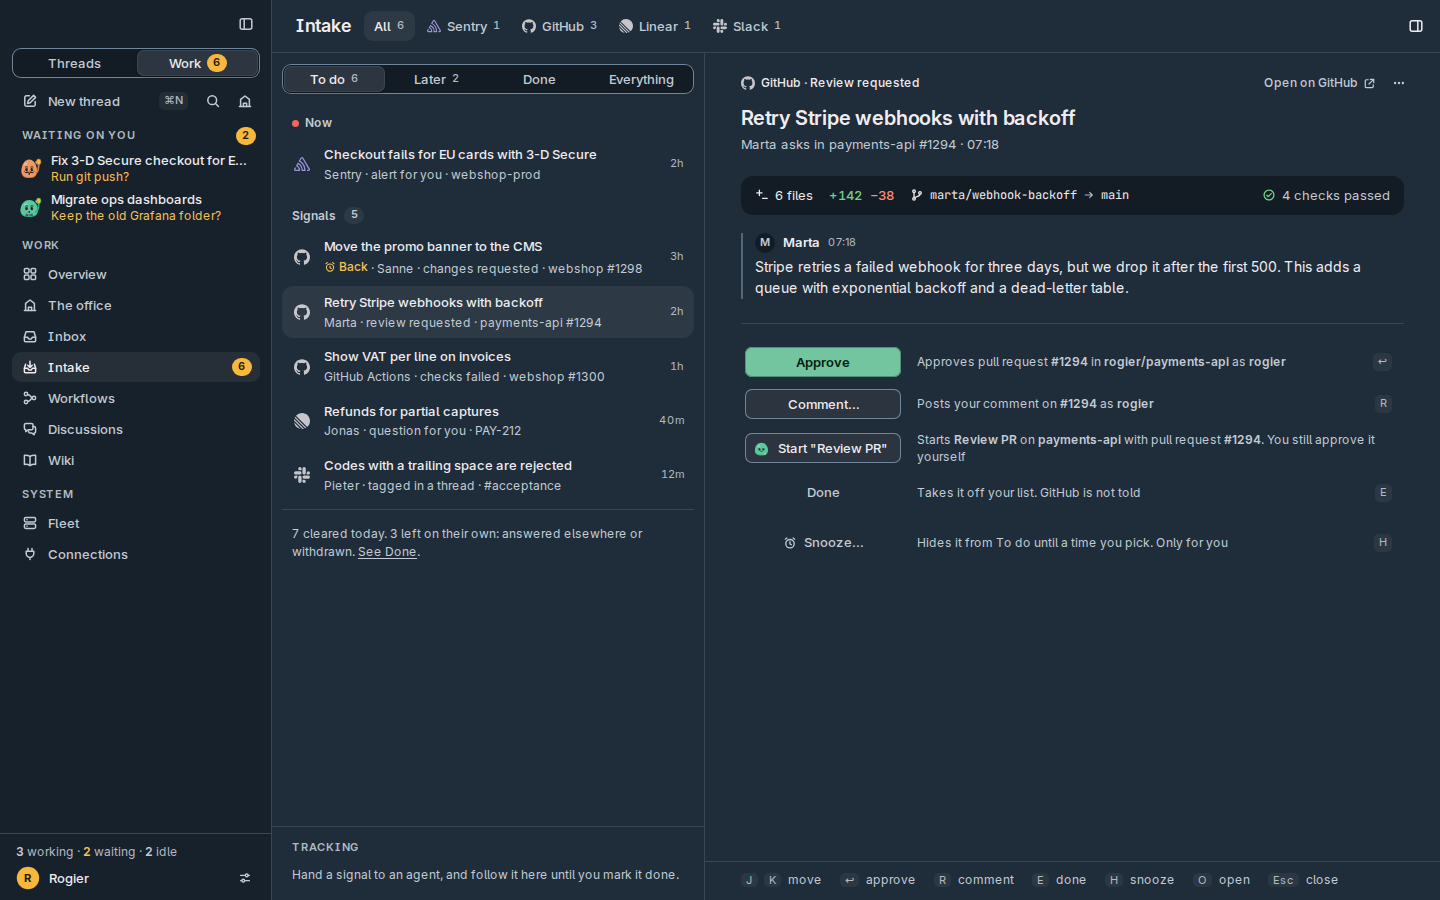 Threads
Work 6
New thread ⌘N
WAITING ON YOU 2
Fix 3-D Secure checkout for E...
Run git push?
Migrate ops dashboards
Keep the old Grafana folder?
WORK
Overview
The office
Inbox
Intake 6
Workflows
Discussions
Wiki
SYSTEM
Fleet
Connections
3 working · 2 waiting · 2 idle
R Rogier
Intake All 6 Sentry 1 GitHub 3 Linear 1 Slack 1
To do 6 Later 2 Done Everything
Now
Checkout fails for EU cards with 3-D Secure 2h
Sentry · alert for you · webshop-prod
Signals 5
Move the promo banner to the CMS 3h
Back · Sanne · changes requested · webshop #1298
Retry Stripe webhooks with backoff 2h
Marta · review requested · payments-api #1294
Show VAT per line on invoices 1h
GitHub Actions · checks failed · webshop #1300
Refunds for partial captures 40m
Jonas · question for you · PAY-212
Codes with a trailing space are rejected 12m
Pieter · tagged in a thread · #acceptance
7 cleared today. 3 left on their own: answered elsewhere or
withdrawn. See Done.
TRACKING
Hand a signal to an agent, and follow it here until you mark it done.
GitHub · Review requested Open on GitHub
Retry Stripe webhooks with backoff
Marta asks in payments-api #1294 · 07:18
6 files +142 −38 marta/webhook-backoff → main 4 checks passed
M Marta 07:18
Stripe retries a failed webhook for three days, but we drop it after the first 500. This adds a
queue with exponential backoff and a dead-letter table.
Approve Approves pull request #1294 in rogier/payments-api as rogier ↩
Comment... Posts your comment on #1294 as rogier R
Start "Review PR" Starts Review PR on payments-api with pull request #1294. You still approve it
yourself
Done Takes it off your list. GitHub is not told E
Snooze... Hides it from To do until a time you pick. Only for you H
J K move ↩ approve R comment E done H snooze O open Esc close